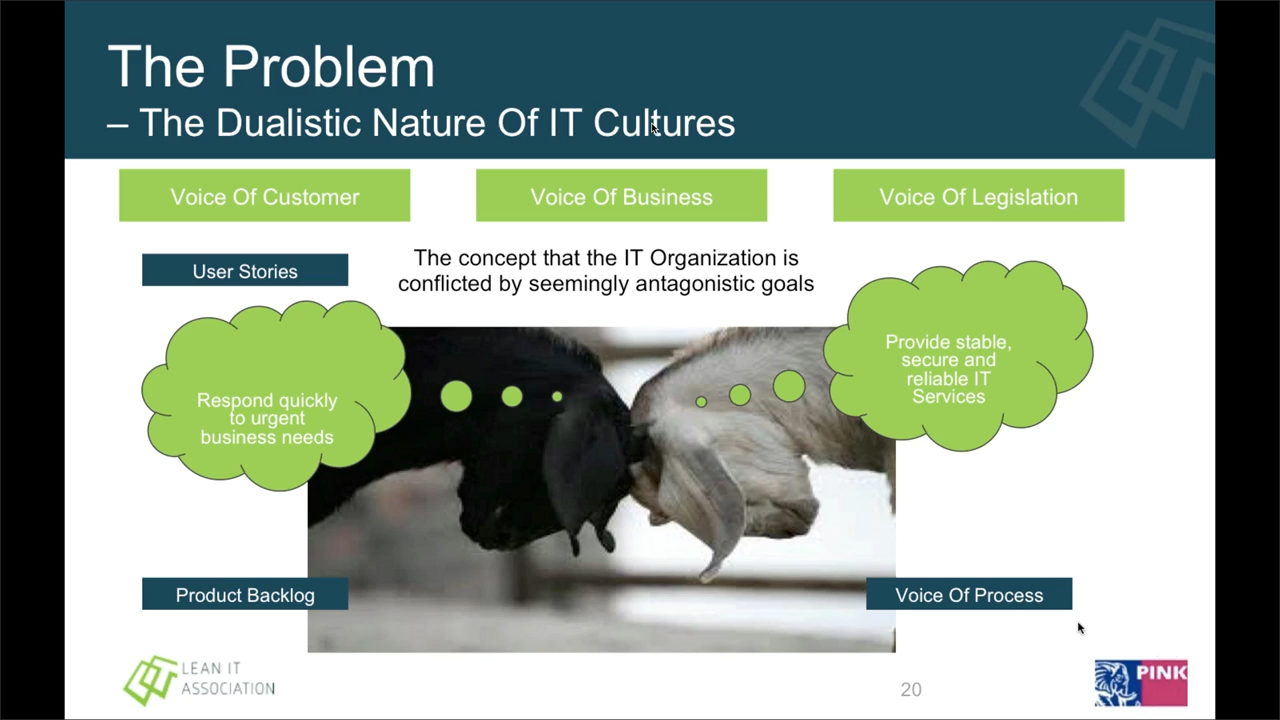 The Problem
– The Dualistic Nature Of IT Cultures
Voice Of Customer
Voice Of Business
Voice Of Legislation
User Stories
The concept that the IT Organization is
conflicted by seemingly antagonistic goals
Respond quickly
to urgent
business needs
Provide stable,
secure and
reliable IT
Services
Product Backlog
Voice Of Process
LEAN IT
ASSOCIATION
20
PINK